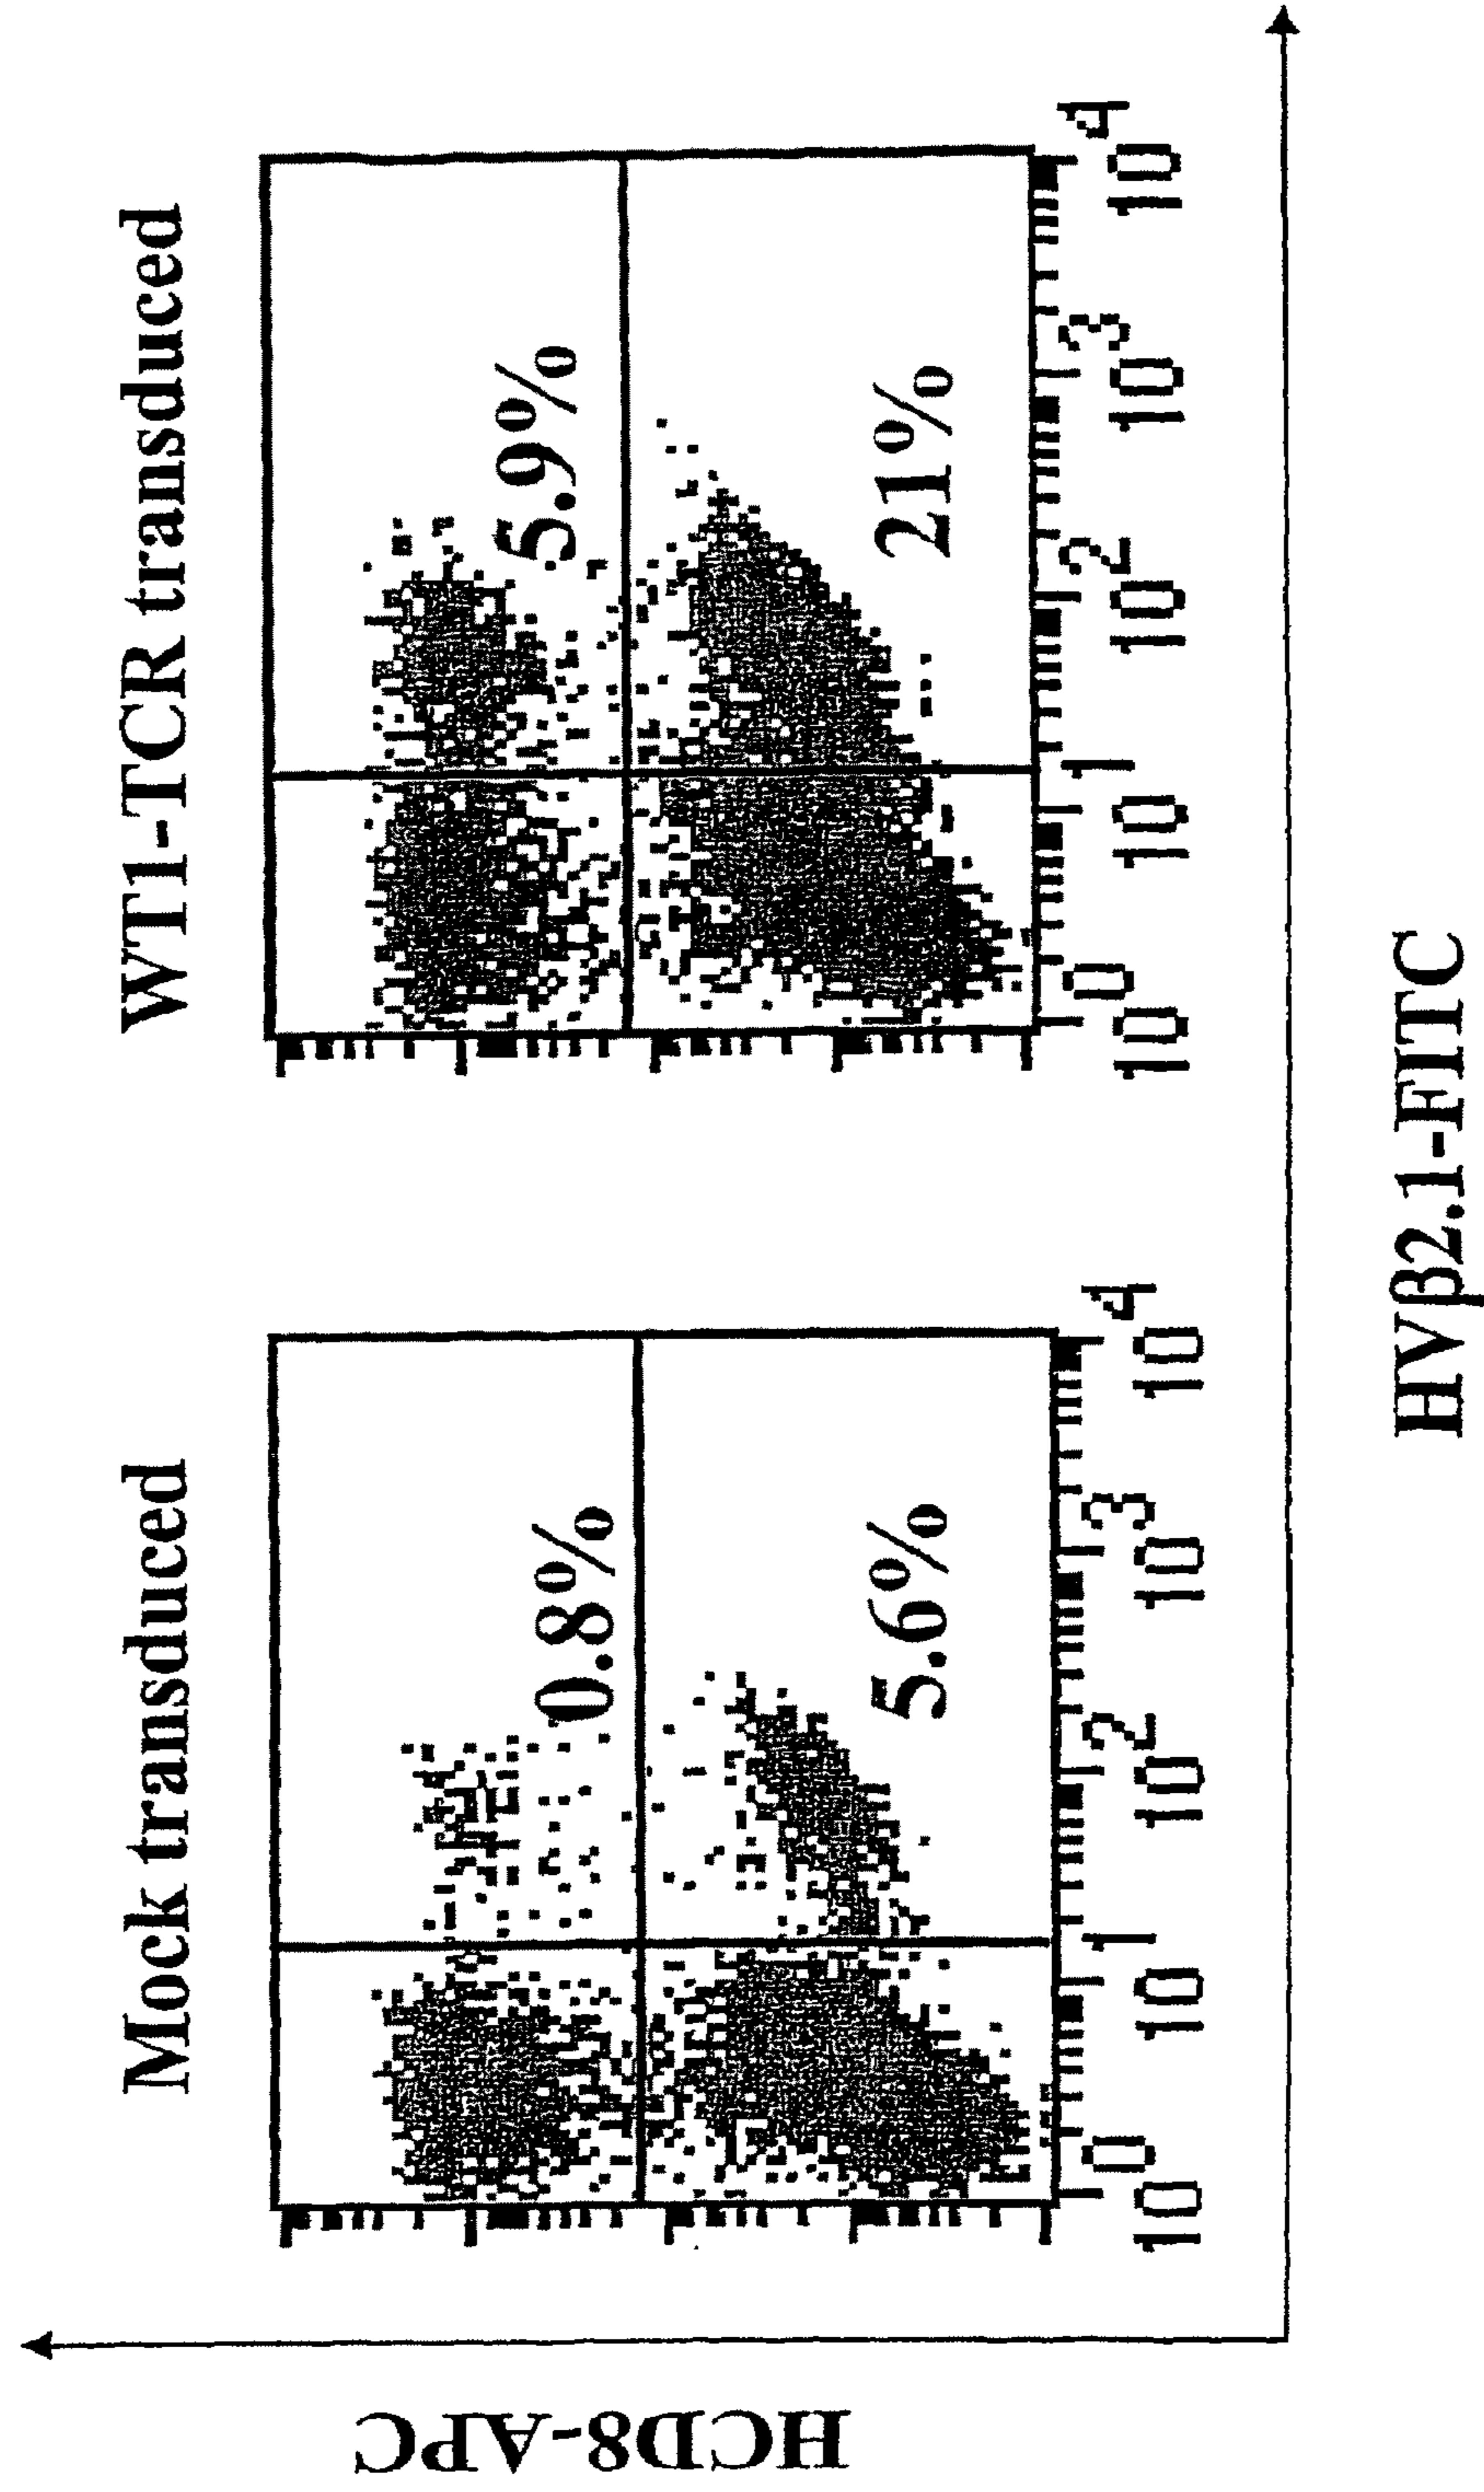 Mock transduced
WT1-TCR transduced
0.8%
5.9%
5.6%
21%
10^0 10^1 10^2 10^3 10^4
10^0 10^1 10^2 10^3 10^4
HCD8-APC
HVβ2.1-FITC